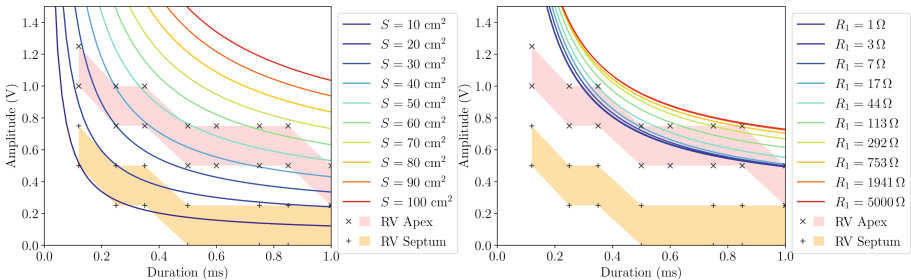 1.4
1.2
1.0
0.8
0.6
0.4
0.2
0.0
Amplitude (V)
0.0 0.2 0.4 0.6 0.8 1.0
Duration (ms)
S = 10 cm²
S = 20 cm²
S = 30 cm²
S = 40 cm²
S = 50 cm²
S = 60 cm²
S = 70 cm²
S = 80 cm²
S = 90 cm²
S = 100 cm²
RV Apex
RV Septum
1.4
1.2
1.0
0.8
0.6
0.4
0.2
0.0
Amplitude (V)
0.0 0.2 0.4 0.6 0.8 1.0
Duration (ms)
R₁ = 1 Ω
R₁ = 3 Ω
R₁ = 7 Ω
R₁ = 17 Ω
R₁ = 44 Ω
R₁ = 113 Ω
R₁ = 292 Ω
R₁ = 753 Ω
R₁ = 1941 Ω
R₁ = 5000 Ω
RV Apex
RV Septum